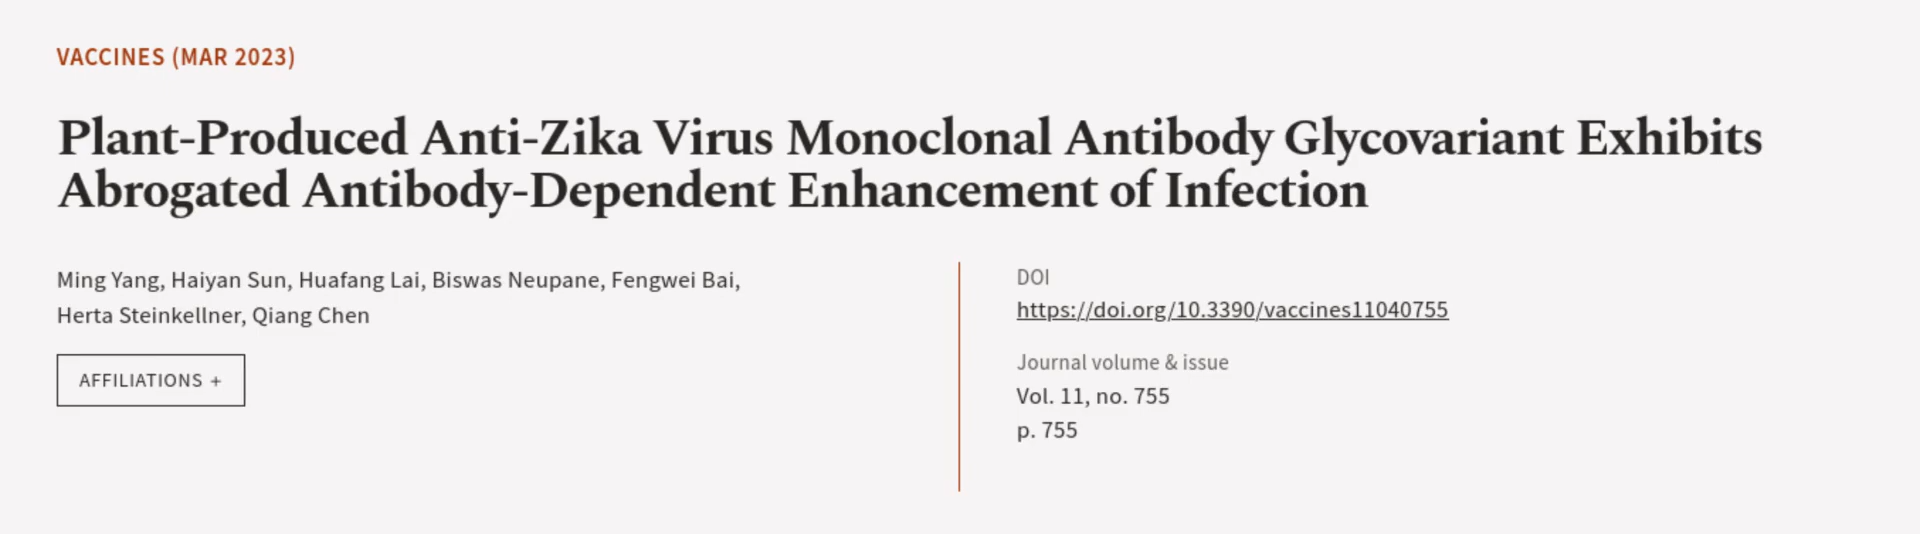 VACCINES (MAR 2023)
Plant-Produced Anti-Zika Virus Monoclonal Antibody Glycovariant Exhibits
Abrogated Antibody-Dependent Enhancement of Infection
Ming Yang, Haiyan Sun, Huafang Lai, Biswas Neupane, Fengwei Bai,
Herta Steinkellner, Qiang Chen
AFFILIATIONS +
DOI
https://doi.org/10.3390/vaccines11040755
Journal volume & issue
Vol. 11, no. 755
p. 755